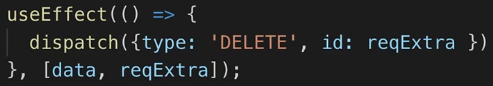 useEffect(() => {
dispatch({type: 'DELETE', id: reqExtra })
}, [data, reqExtra]);